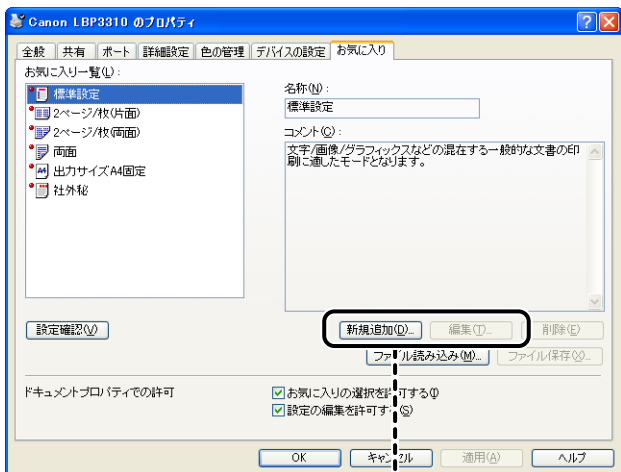 Canon LBP3310 のプロパティ
全般 共有 ポート 詳細設定 色の管理 デバイスの設定 お気に入り
お気に入り一覧(L):
標準設定
2ページ/枚(片面)
2ページ/枚(両面)
両面
出力サイズA4固定
社外秘
名称(N):
標準設定
コメント(C):
文字/画像/グラフィックスなどの混在する一般的な文書の印
刷に適したモードとなります。
設定確認(V) 新規追加(D)... 編集(T)... 削除(E)
ファイル読み込み(M)... ファイル保存(X)...
ドキュメントプロパティでの許可
お気に入りの選択を許可する(I)
設定の編集を許可する(S)
OK キャンセル 適用(A) ヘルプ